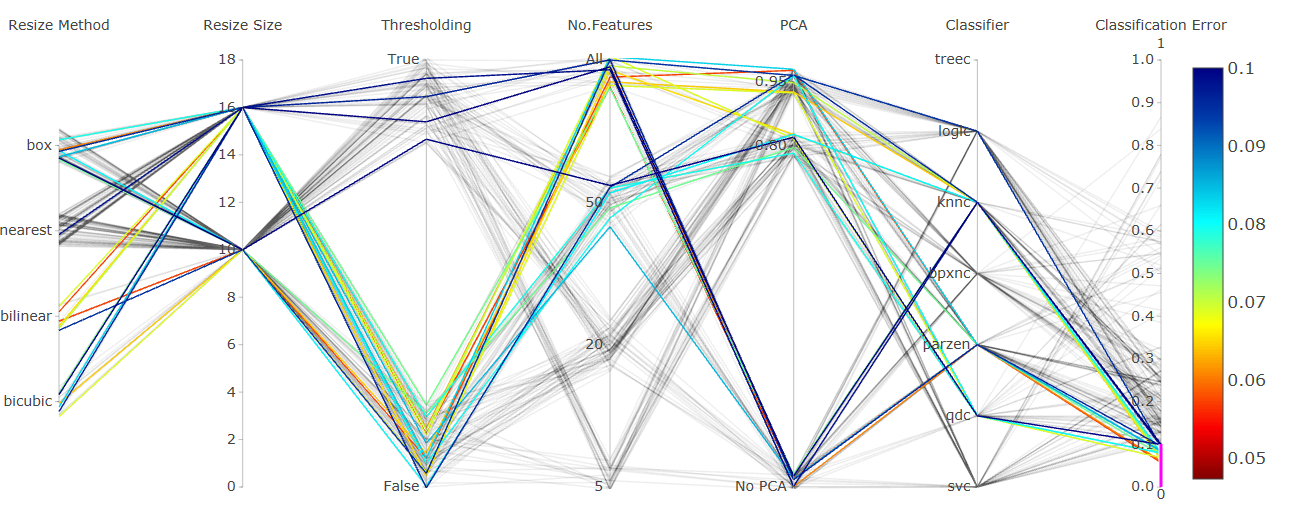 Resize Method Resize Size Thresholding No.Features PCA Classifier Classification Error
1
18 True All treec 1.0 0.1
0.95
0.9
16
box 14 0.80 logic 0.8 0.09
12 50 knnc 0.7
nearest 0.6 0.08
10
bpxnc 0.5
8 0.07
bilinear 0.4
6 20 parzen 0.3
0.06
bicubic 4 0.2
qdc
2 0.1 0.05
0 False 5 No PCA svc 0.0
0